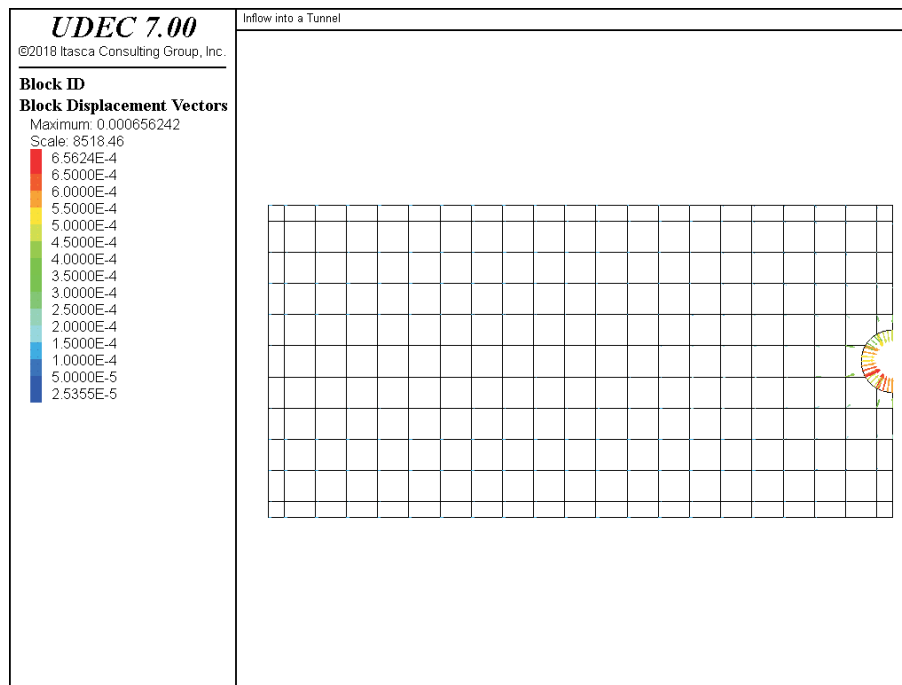 UDEC 7.00
©2018 Itasca Consulting Group, Inc.
Block ID
Block Displacement Vectors
Maximum: 0.000656242
Scale: 8518.46
6.5624E-4
6.5000E-4
6.0000E-4
5.5000E-4
5.0000E-4
4.5000E-4
4.0000E-4
3.5000E-4
3.0000E-4
2.5000E-4
2.0000E-4
1.5000E-4
1.0000E-4
5.0000E-5
2.5355E-5
Inflow into a Tunnel